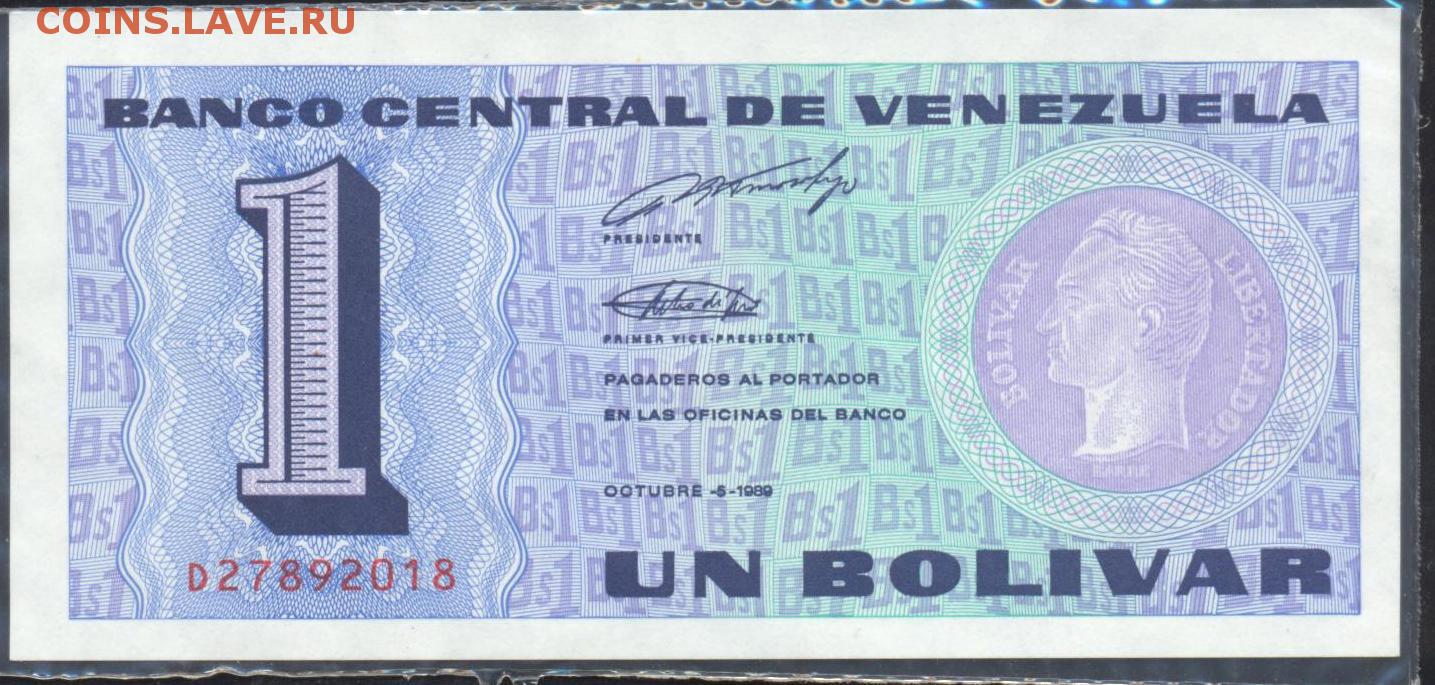 COINS.LAVE.RU
BANCO CENTRAL DE VENEZUELA
1
PRESIDENTE
PRIMER VICE-PRESIDENTE
PAGADEROS AL PORTADOR
EN LAS OFICINAS DEL BANCO
OCTUBRE -5-1989
BOLIVAR LIBERTADOR
D27892018
UN BOLIVAR
Bs1